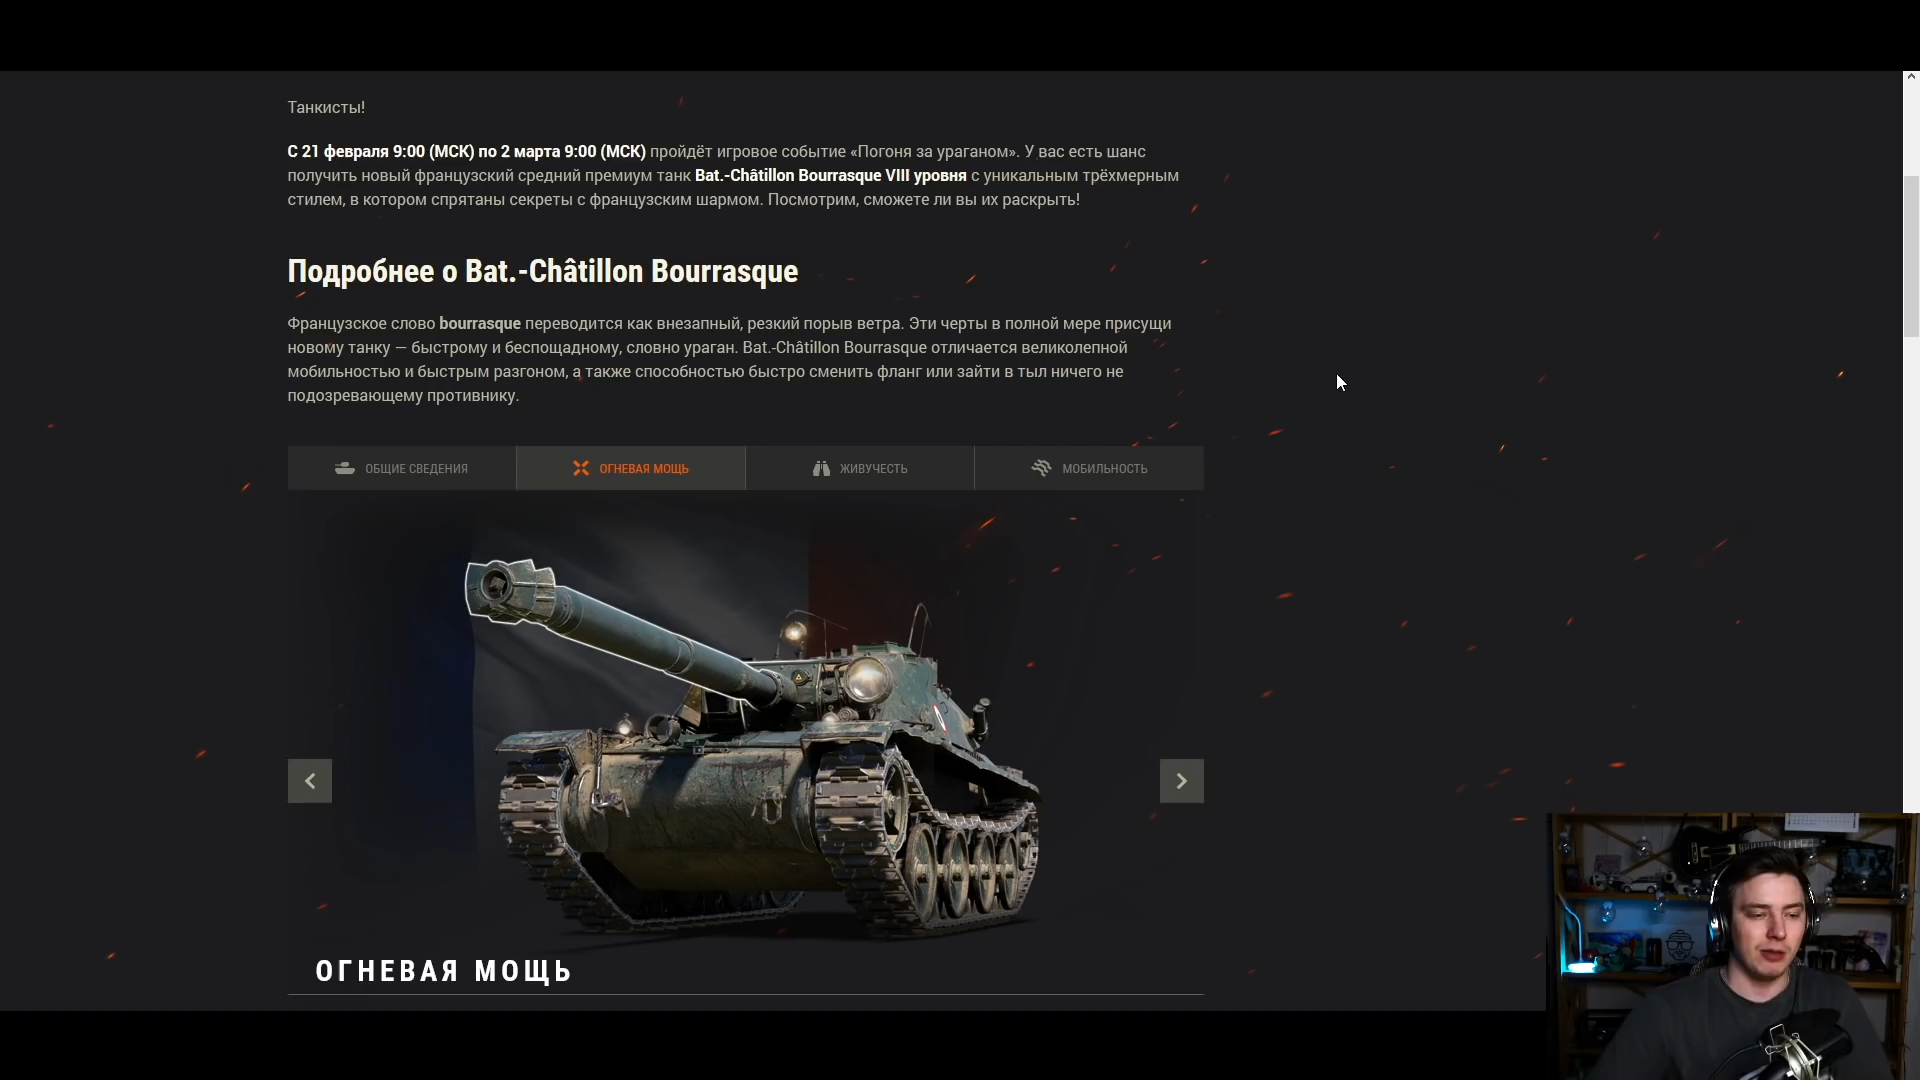 Танкисты!
С 21 февраля 9:00 (МСК) по 2 марта 9:00 (МСК) пройдёт игровое событие «Погоня за ураганом». У вас есть шанс
получить новый французский средний премиум танк Bat.-Châtillon Bourrasque VIII уровня с уникальным трёхмерным
стилем, в котором спрятаны секреты с французским шармом. Посмотрим, сможете ли вы их раскрыть!
Подробнее о Bat.-Châtillon Bourrasque
Французское слово bourrasque переводится как внезапный, резкий порыв ветра. Эти черты в полной мере присущи
новому танку — быстрому и беспощадному, словно ураган. Bat.-Châtillon Bourrasque отличается великолепной
мобильностью и быстрым разгоном, а также способностью быстро сменить фланг или зайти в тыл ничего не
подозревающему противнику.
ОБЩИЕ СВЕДЕНИЯ
ОГНЕВАЯ МОЩЬ
ЖИВУЧЕСТЬ
МОБИЛЬНОСТЬ
ОГНЕВАЯ МОЩЬ